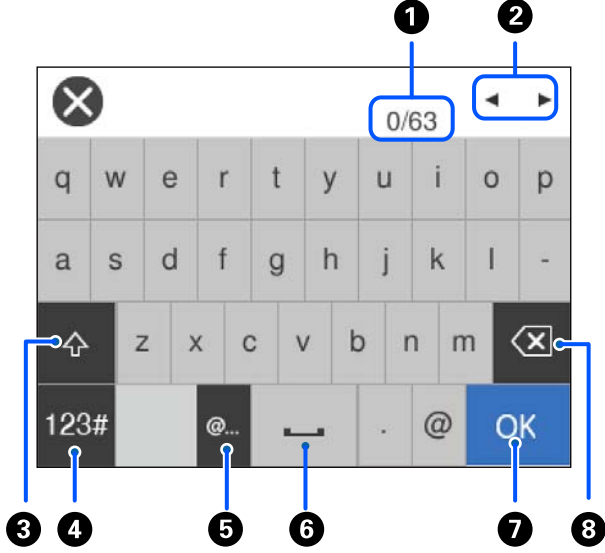 1 2
0/63
q w e r t y u i o p
a s d f g h j k l -
z x c v b n m
123# @... . @ OK
3 4 5 6 7 8